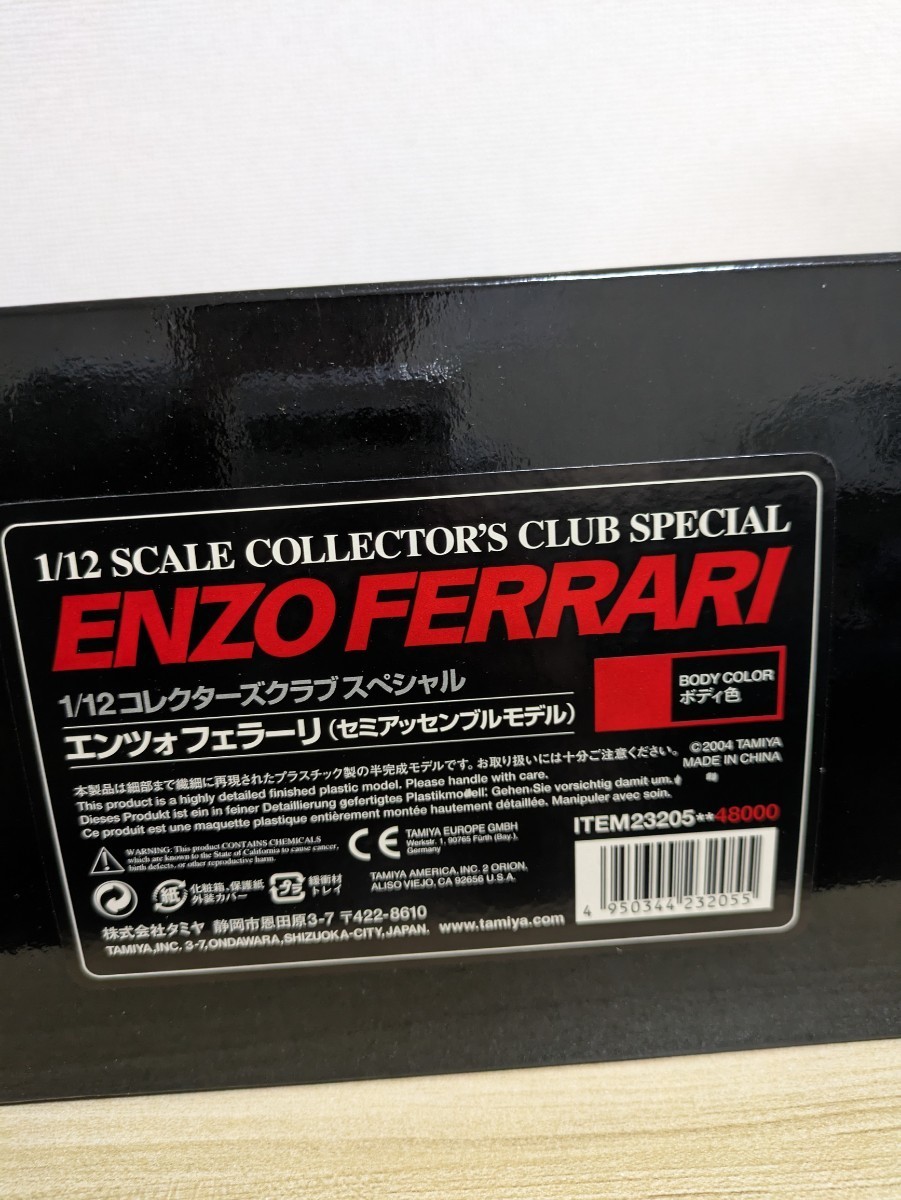 1/12 SCALE COLLECTOR'S CLUB SPECIAL
ENZO FERRARI
1/12コレクターズクラブスペシャル
エンツォフェラーリ(セミアッセンブルモデル)
BODY COLOR
ボディ色
本製品は細部まで繊細に再現されたプラスチック製の半完成モデルです。お取り扱いには十分ご注意ください。
This product is a highly detailed finished plastic model. Please handle with care.
Dieses Produkt ist ein in feiner Detaillierung gefertigtes Plastikmodell: Gehen Sie vorsichtig damit um.
Ce produit est une maquette plastique entièrement montée hautement détaillée. Manipuler avec soin.
©2004 TAMIYA
MADE IN CHINA
WARNING: This product CONTAINS CHEMICALS
which are known to the State of California to cause cancer,
birth defects, or other reproductive harm.
CE
TAMIYA EUROPE GMBH
Werkstr. 1, 90765 Fürth (Bay.),
Germany
ITEM23205**48000
紙
化粧箱,保護紙
外装カバー
プラ
緩衝材
トレイ
TAMIYA AMERICA, INC. 2 ORION,
ALISO VIEJO, CA 92656 U.S.A.
4 950344 232055
株式会社タミヤ 静岡市恩田原3-7 〒422-8610
TAMIYA, INC. 3-7, ONDAWARA, SHIZUOKA-CITY, JAPAN. www.tamiya.com